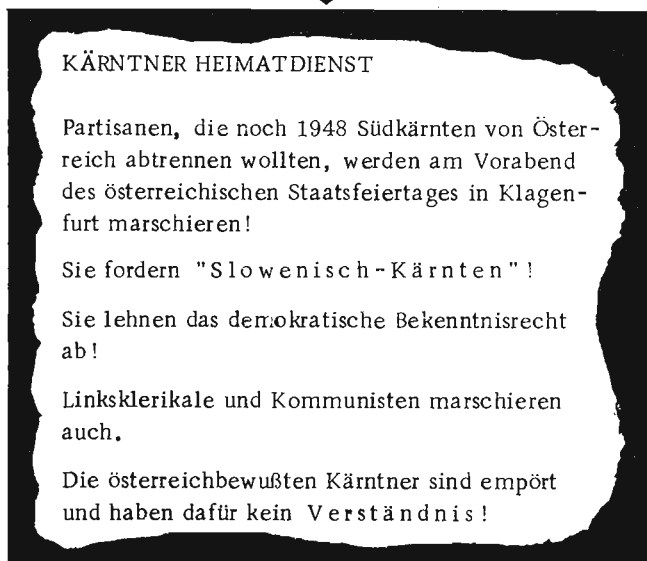 KÄRNTNER HEIMATDIENST
Partisanen, die noch 1948 Südkärnten von Öster-
reich abtrennen wollten, werden am Vorabend
des österreichischen Staatsfeiertages in Klagen-
furt marschieren!
Sie fordern "Slowenisch-Kärnten"!
Sie lehnen das demokratische Bekenntnisrecht
ab!
Linksklerikale und Kommunisten marschieren
auch.
Die österreichbewußten Kärntner sind empört
und haben dafür kein Verständnis!